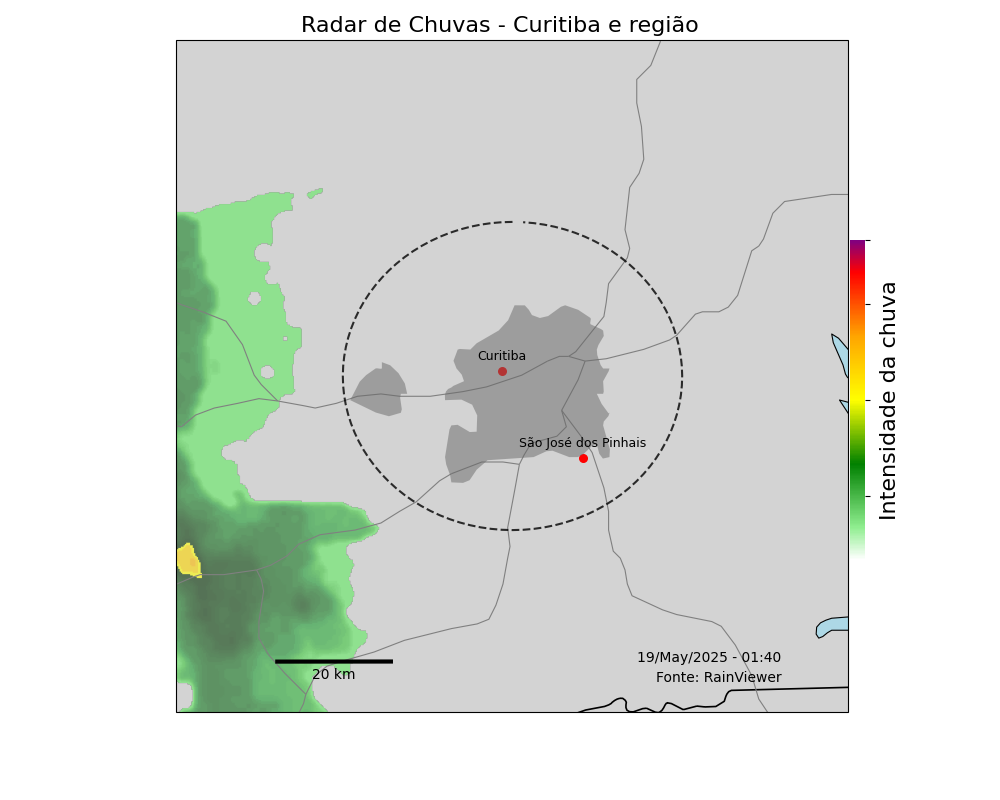 Radar de Chuvas - Curitiba e região
Curitiba
São José dos Pinhais
Intensidade da chuva
20 km
19/May/2025 - 01:40
Fonte: RainViewer